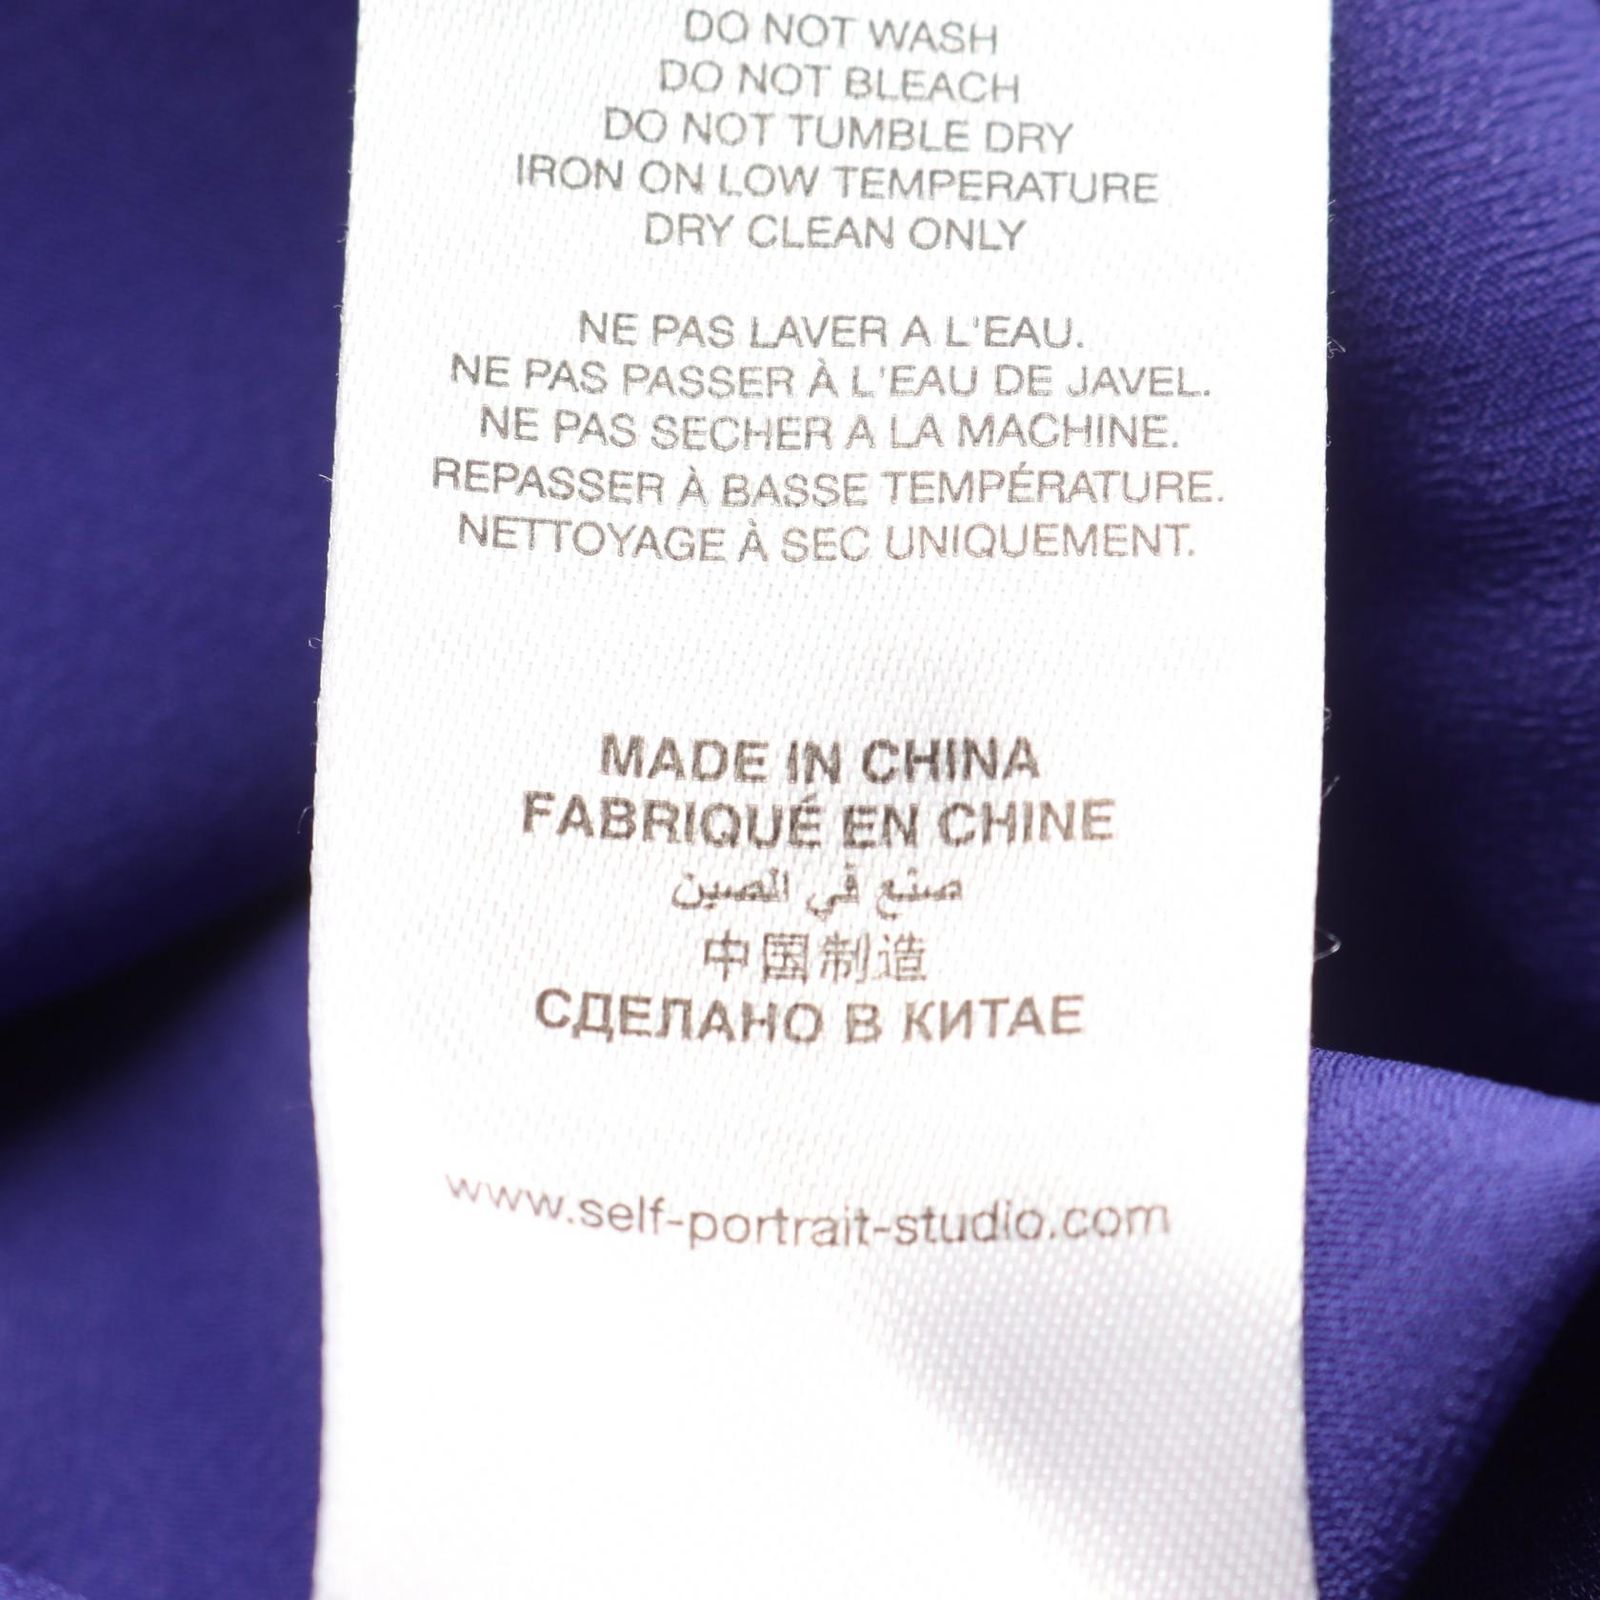 DO NOT WASH
DO NOT BLEACH
DO NOT TUMBLE DRY
IRON ON LOW TEMPERATURE
DRY CLEAN ONLY
NE PAS LAVER A L'EAU.
NE PAS PASSER À L'EAU DE JAVEL.
NE PAS SECHER A LA MACHINE.
REPASSER À BASSE TEMPÉRATURE.
NETTOYAGE À SEC UNIQUEMENT.
MADE IN CHINA
FABRIQUÉ EN CHINE
صنع في الصين
中国制造
СДЕЛАНО В КИТАЕ
www.self-portrait-studio.com